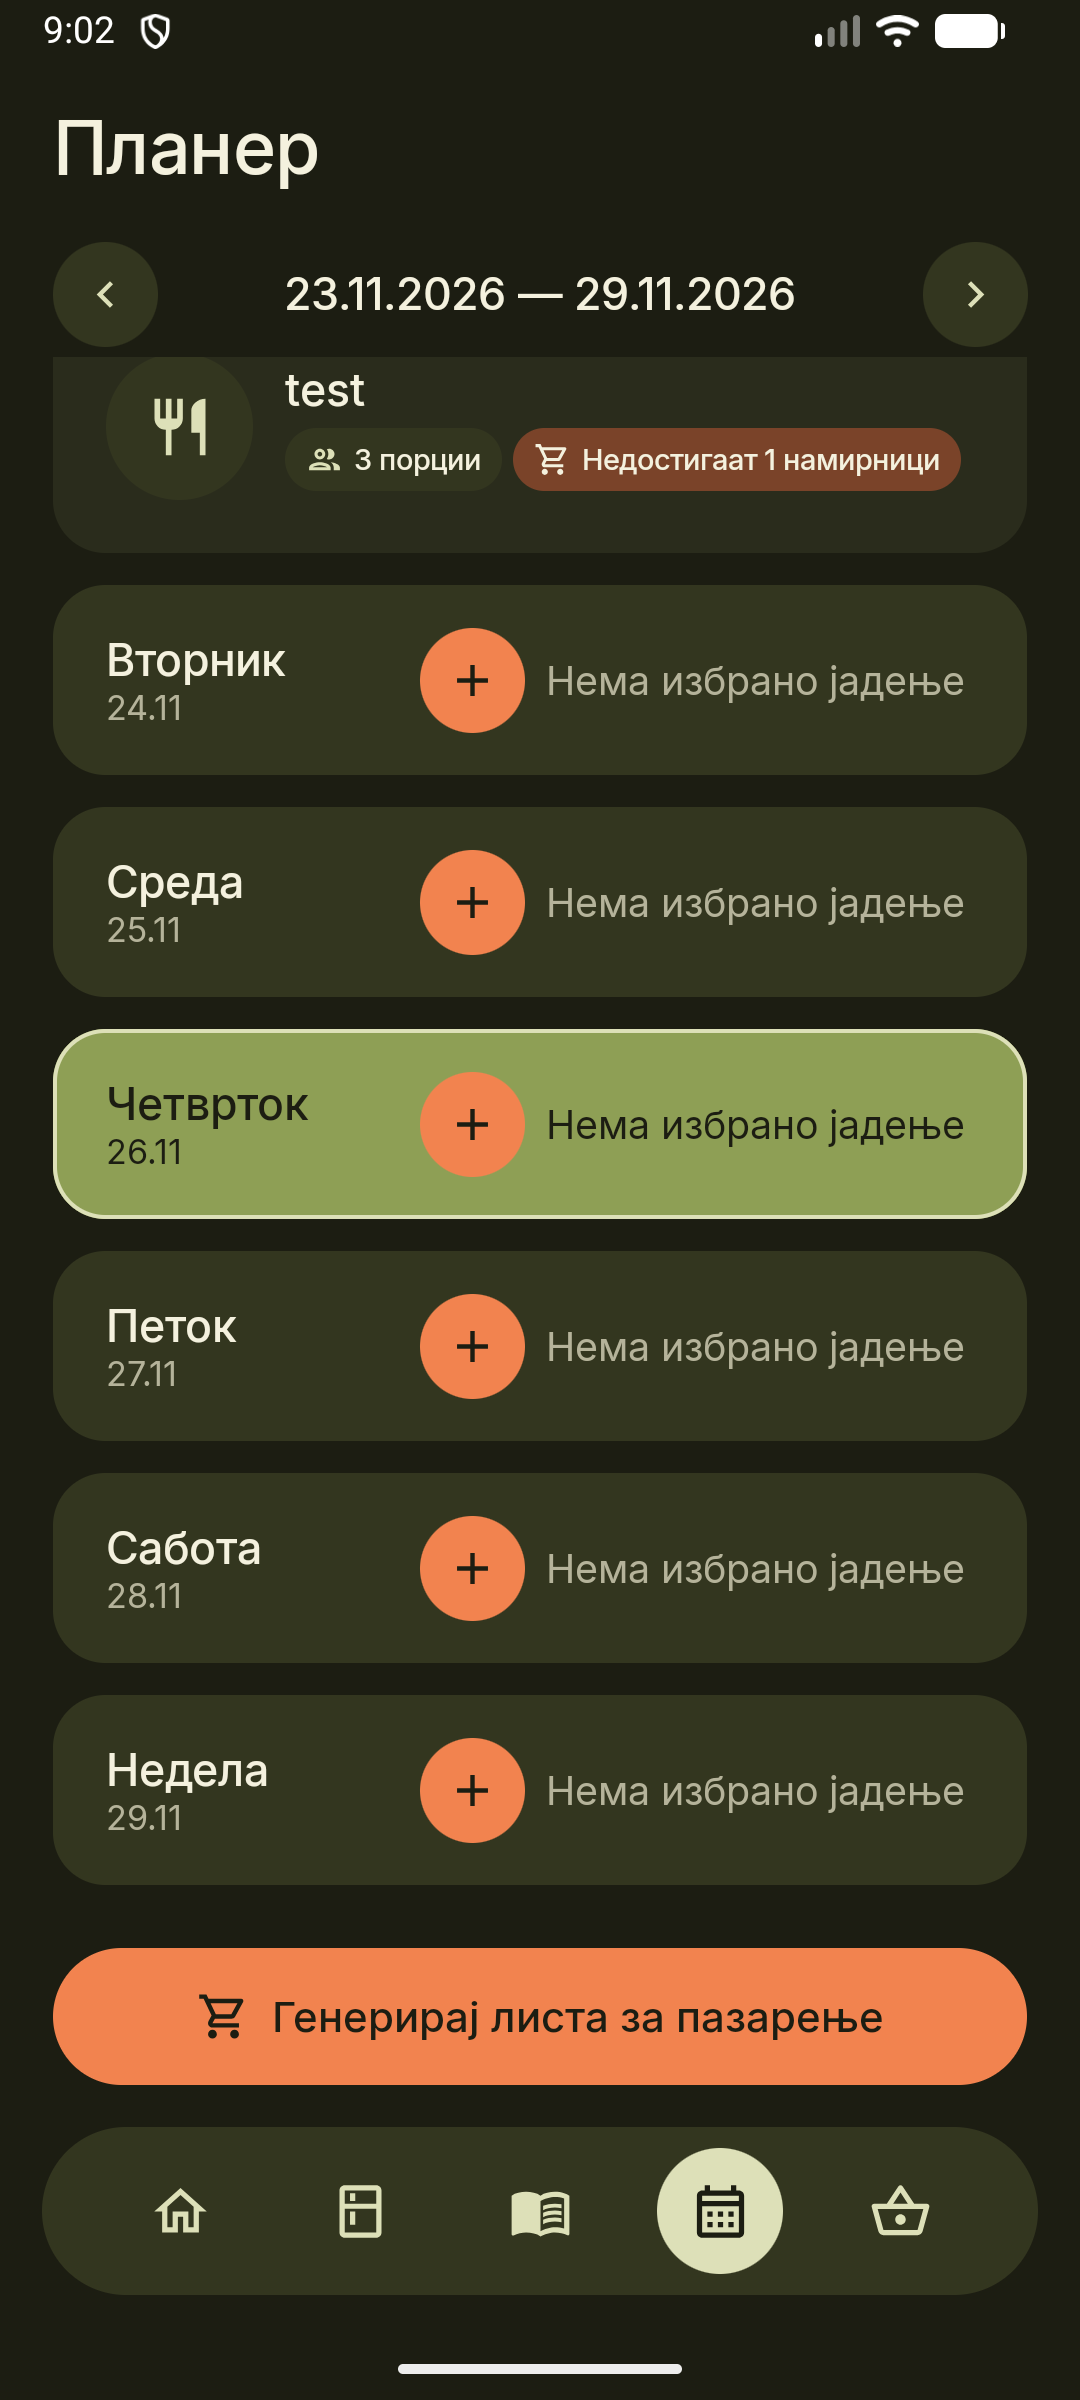 9:02
Планер
23.11.2026 — 29.11.2026
test
3 порции
Недостигаат 1 намирници
Вторник
24.11
Нема избрано јадење
Среда
25.11
Нема избрано јадење
Четврток
26.11
Нема избрано јадење
Петок
27.11
Нема избрано јадење
Сабота
28.11
Нема избрано јадење
Недела
29.11
Нема избрано јадење
Генерирај листа за пазарење